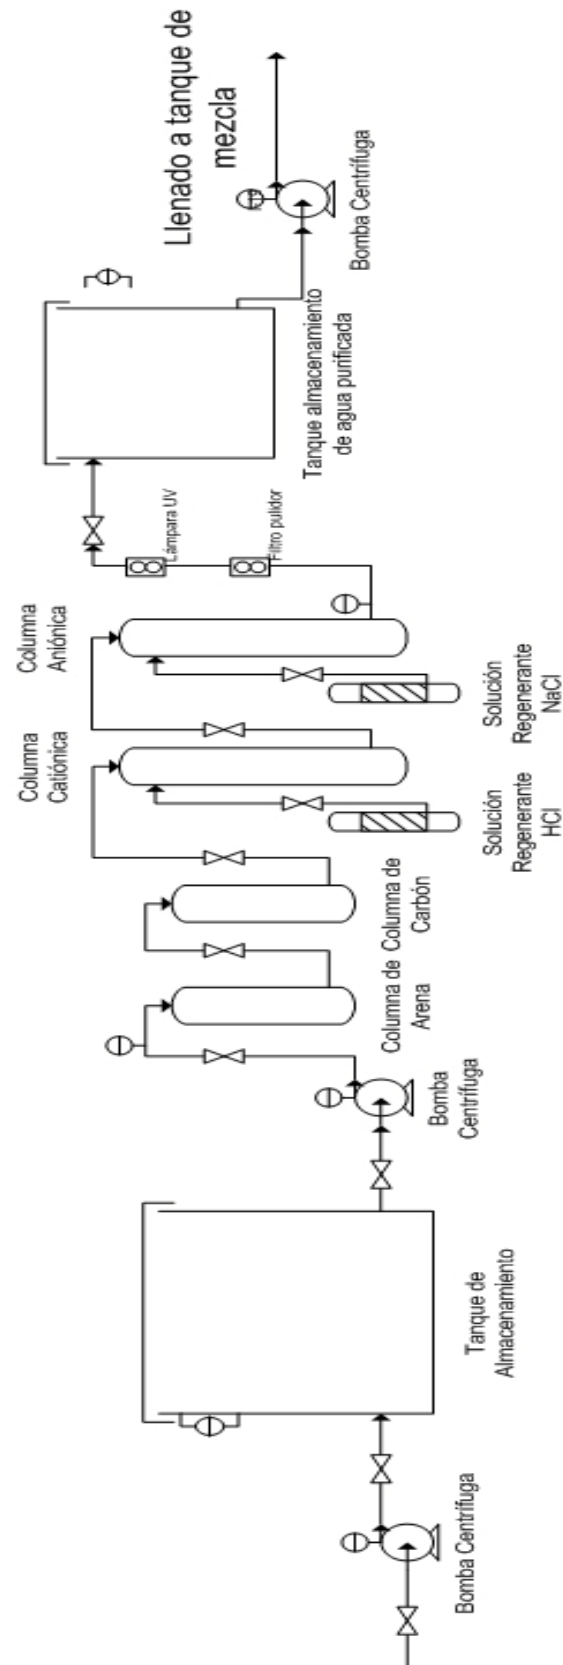 Bomba Centrífuga
Tanque de
Almacenamiento
Bomba
Centrífuga
Columna de
Arena
Columna de
Carbón
Columna
Catiónica
Solución
Regenerante
HCl
Columna
Aniónica
Solución
Regenerante
NaCl
Lámpara UV
Filtro pulidor
Tanque almacenamiento
de agua purificada
Bomba Centrífuga
Llenado a tanque de
mezcla